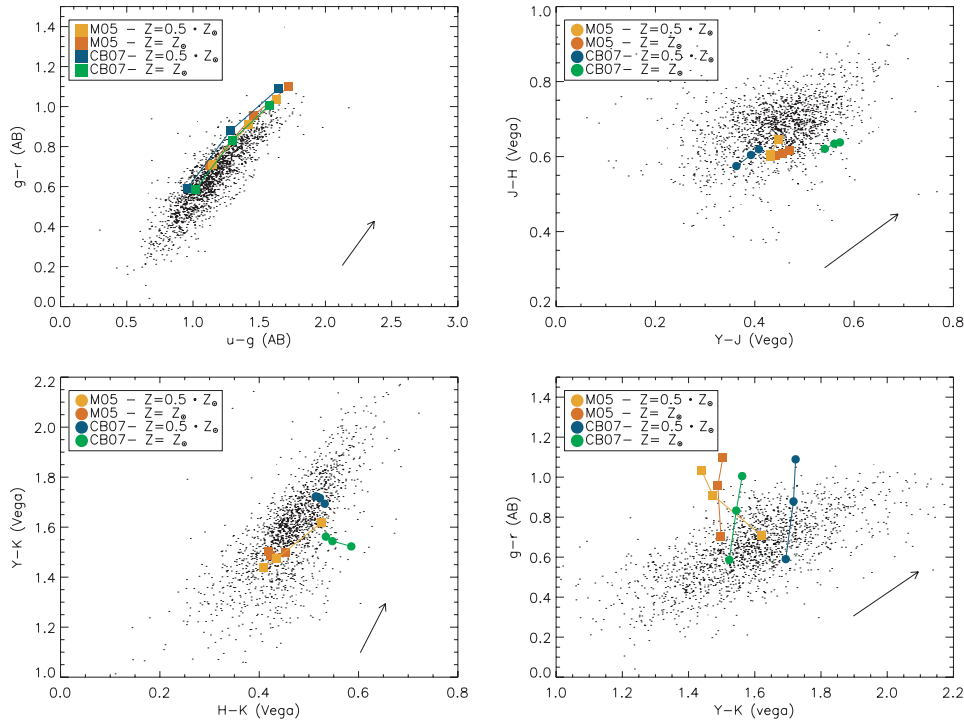 1.4
1.2
1.0
0.8
0.6
0.4
0.2
0.0
g-r (AB)
M05 - Z=0.5 · Z⊙
M05 - Z= Z⊙
CB07- Z=0.5 · Z⊙
CB07- Z= Z⊙
0.0 0.5 1.0 1.5 2.0 2.5 3.0
u-g (AB)
1.0
0.8
0.6
0.4
0.2
J-H (Vega)
M05 - Z=0.5 · Z⊙
M05 - Z= Z⊙
CB07- Z=0.5 · Z⊙
CB07- Z= Z⊙
0.0 0.2 0.4 0.6 0.8
Y-J (Vega)
2.2
2.0
1.8
1.6
1.4
1.2
1.0
Y-K (Vega)
M05 - Z=0.5 · Z⊙
M05 - Z= Z⊙
CB07- Z=0.5 · Z⊙
CB07- Z= Z⊙
0.0 0.2 0.4 0.6 0.8
H-K (Vega)
1.5
1.4
1.2
1.0
0.8
0.6
0.4
0.2
0.0
g-r (AB)
M05 - Z=0.5 · Z⊙
M05 - Z= Z⊙
CB07- Z=0.5 · Z⊙
CB07- Z= Z⊙
1.0 1.2 1.4 1.6 1.8 2.0 2.2
Y-K (vega)